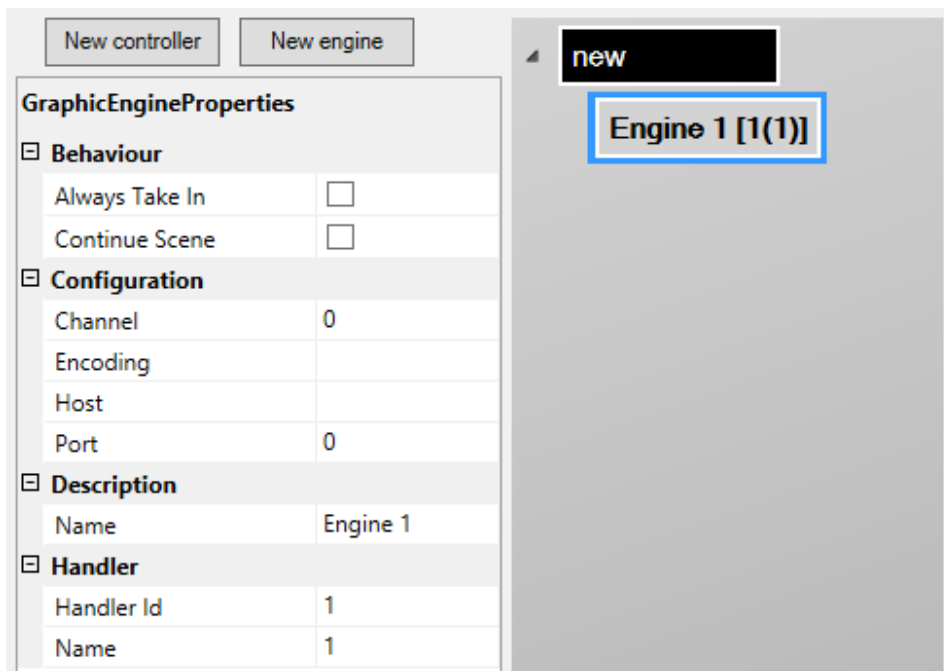 New controller
New engine
GraphicEngineProperties
Behaviour
Always Take In
Continue Scene
Configuration
Channel 0
Encoding
Host
Port 0
Description
Name Engine 1
Handler
Handler Id 1
Name 1
new
Engine 1 [1(1)]